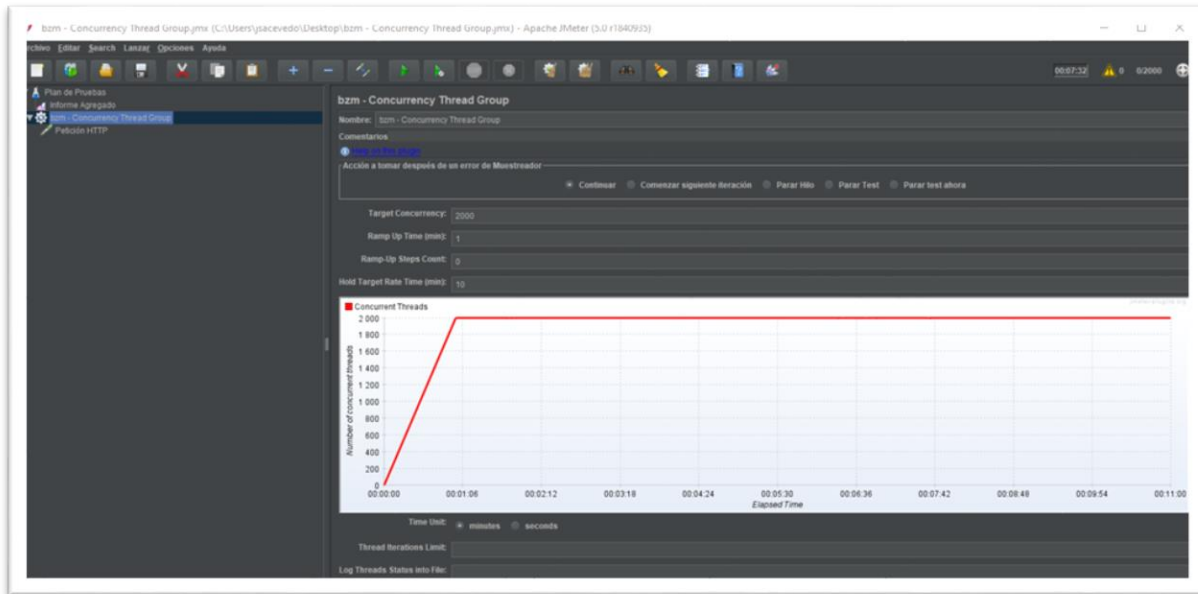 bzm - Concurrency Thread Group.jmx (C:\Users\jsacevedo\Desktop\bzm - Concurrency Thread Group.jmx) - Apache JMeter (5.0 r1840935)
rchivo Editar Search Lanzar Opciones Ayuda
00:07:32 0 0/2000
Plan de Pruebas
Informe Agregado
bzm - Concurrency Thread Group
Petición HTTP
bzm - Concurrency Thread Group
Nombre: bzm - Concurrency Thread Group
Comentarios
Help on this plugin
Acción a tomar después de un error de Muestreador
Continuar Comenzar siguiente iteración Parar Hilo Parar Test Parar test ahora
Target Concurrency: 2000
Ramp Up Time (min): 1
Ramp-Up Steps Count: 0
Hold Target Rate Time (min): 10
Concurrent Threads
2 000
1 800
1 600
1 400
1 200
1 000
800
600
400
200
0
Number of concurrent threads
00:00:00 00:01:06 00:02:12 00:03:18 00:04:24 00:05:30 00:06:36 00:07:42 00:08:48 00:09:54 00:11:00
Elapsed Time
Time Unit: minutes seconds
Thread Iterations Limit:
Log Threads Status into File: